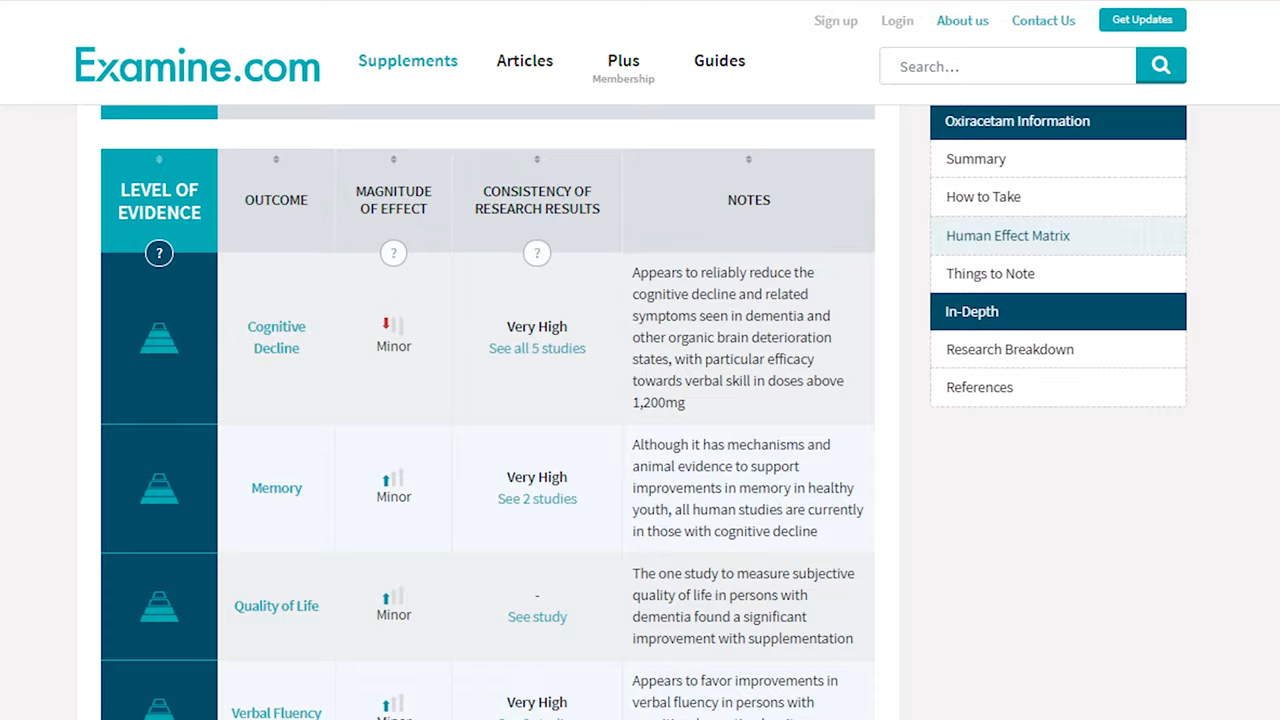 Sign up Login About us Contact Us Get Updates
Examine.com Supplements Articles Plus Guides Search...
Membership
LEVEL OF EVIDENCE
OUTCOME
MAGNITUDE OF EFFECT
CONSISTENCY OF RESEARCH RESULTS
NOTES
? ? ?
Cognitive
Decline
Minor
Very High
See all 5 studies
Appears to reliably reduce the
cognitive decline and related
symptoms seen in dementia and
other organic brain deterioration
states, with particular efficacy
towards verbal skill in doses above
1,200mg
Memory
Minor
Very High
See 2 studies
Although it has mechanisms and
animal evidence to support
improvements in memory in healthy
youth, all human studies are currently
in those with cognitive decline
Quality of Life
Minor
-
See study
The one study to measure subjective
quality of life in persons with
dementia found a significant
improvement with supplementation
Verbal Fluency
Minor
Very High
Appears to favor improvements in
verbal fluency in persons with
Oxiracetam Information
Summary
How to Take
Human Effect Matrix
Things to Note
In-Depth
Research Breakdown
References